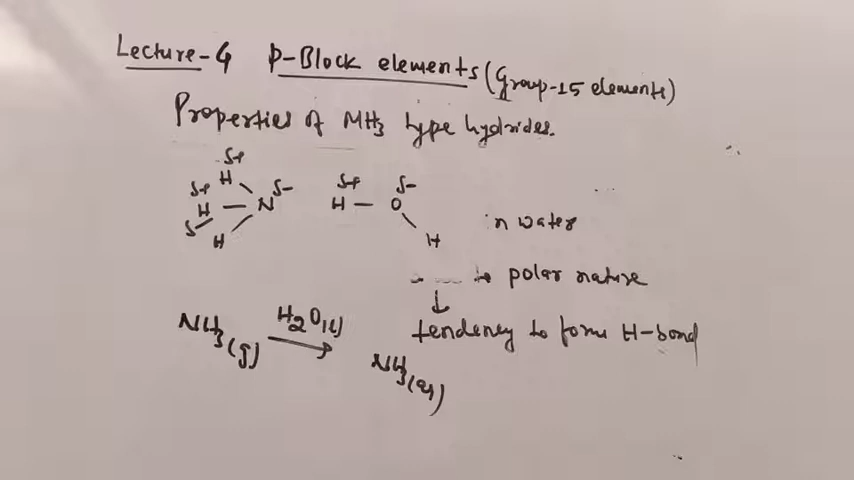 Lecture-4 p-Block elements (Group-15 elements)
Properties of MH3 type hydrides.
S+
S+ H S- S+ S-
H — N H — O
S H H
in water
polar nature
↓
tendency to form H-bond
NH3(g) H2O(l) → NH3(aq)